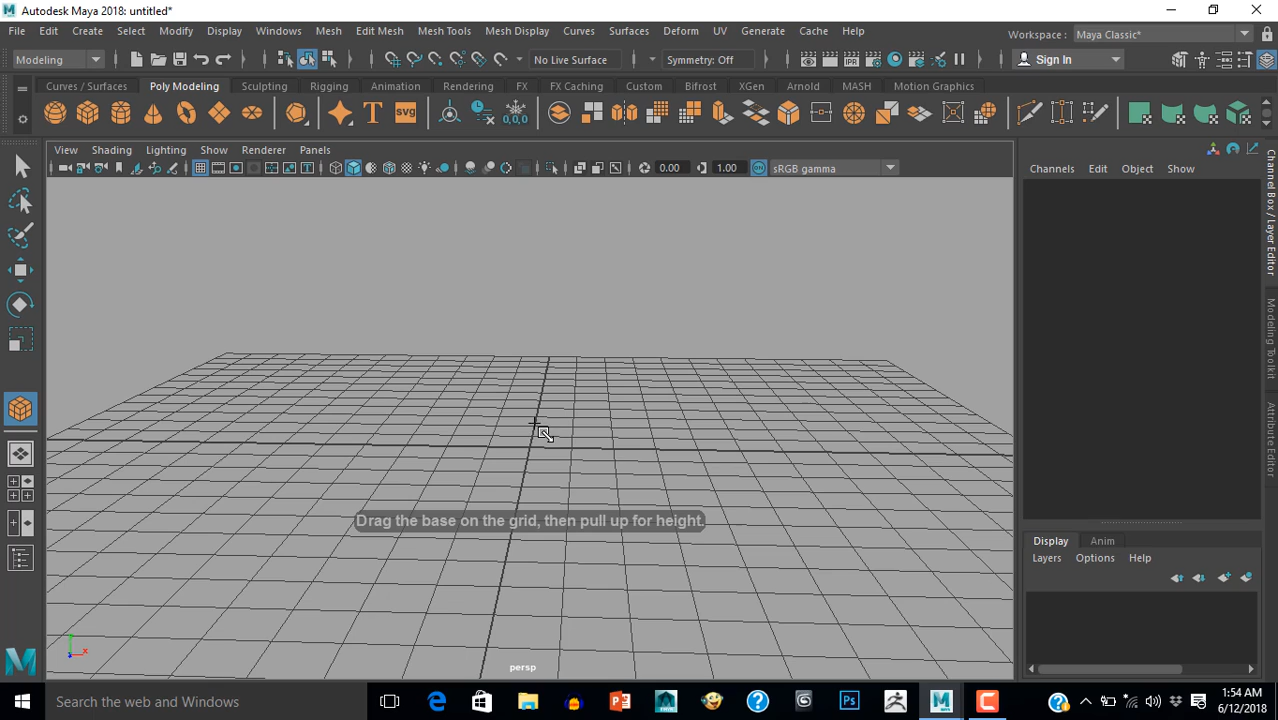 Autodesk Maya 2018: untitled*
File Edit Create Select Modify Display Windows Mesh Edit Mesh Mesh Tools Mesh Display Curves Surfaces Deform UV Generate Cache Help
Workspace : Maya Classic*
Modeling No Live Surface Symmetry: Off Sign In
Curves / Surfaces Poly Modeling Sculpting Rigging Animation Rendering FX FX Caching Custom Bifrost XGen Arnold MASH Motion Graphics
T SVG 0,0,0
View Shading Lighting Show Renderer Panels
0.00 1.00 ON sRGB gamma
Channels Edit Object Show
Channel Box / Layer Editor
Modeling Toolkit
Attribute Editor
Drag the base on the grid, then pull up for height.
Display Anim
Layers Options Help
persp
y x
Search the web and Windows
1:54 AM
6/12/2018